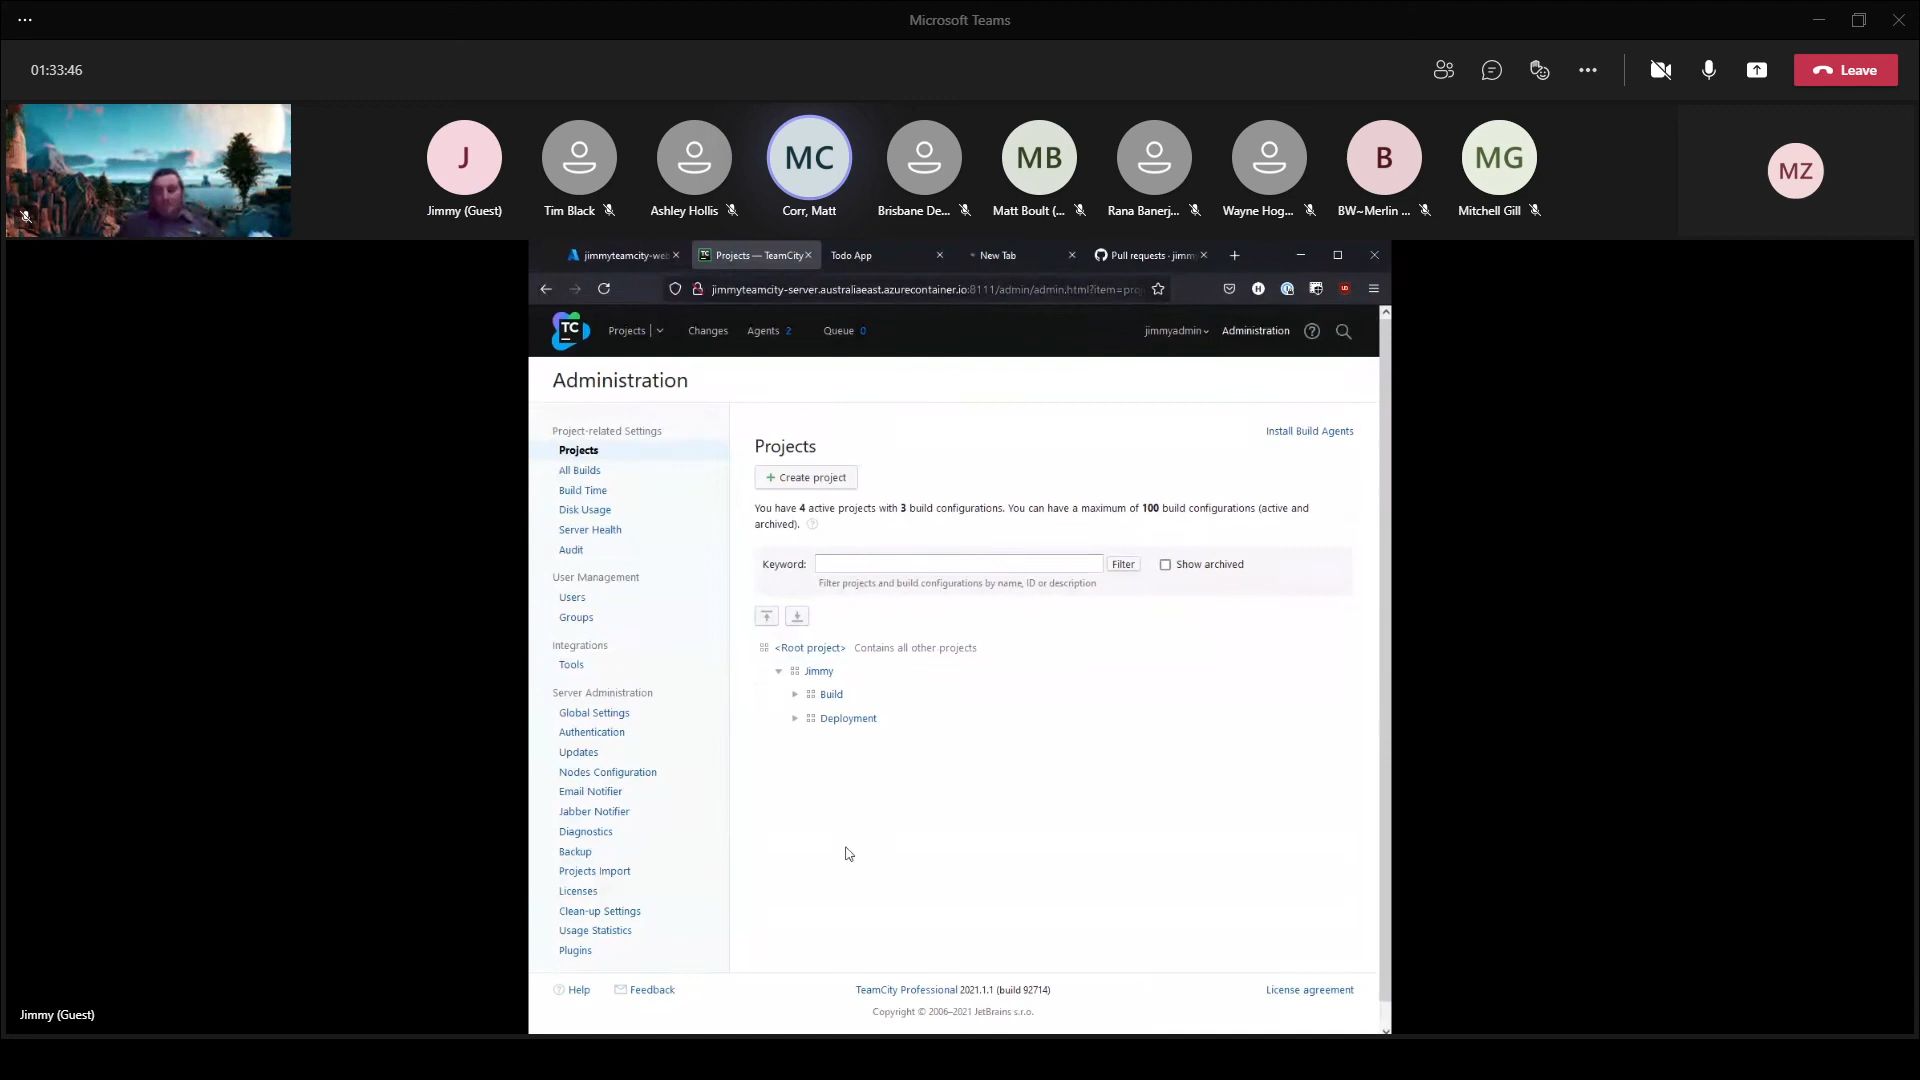 Microsoft Teams
01:33:46
Leave
J
MC
MB
B
MG
MZ
Jimmy (Guest)
Tim Black
Ashley Hollis
Corr, Matt
Brisbane De...
Matt Boult (...
Rana Banerj...
Wayne Hog...
BW~Merlin ...
Mitchell Gill
jimmyteamcity-web
Projects — TeamCity
Todo App
New Tab
Pull requests · jimm
jimmyteamcity-server.australiaeast.azurecontainer.io:8111/admin/admin.html?item=proj
TC
Projects
Changes
Agents 2
Queue 0
jimmyadmin
Administration
Administration
Project-related Settings
Projects
All Builds
Build Time
Disk Usage
Server Health
Audit
User Management
Users
Groups
Integrations
Tools
Server Administration
Global Settings
Authentication
Updates
Nodes Configuration
Email Notifier
Jabber Notifier
Diagnostics
Backup
Projects Import
Licenses
Clean-up Settings
Usage Statistics
Plugins
Install Build Agents
Projects
+ Create project
You have 4 active projects with 3 build configurations. You can have a maximum of 100 build configurations (active and
archived).
Keyword:
Filter
Show archived
Filter projects and build configurations by name, ID or description
<Root project> Contains all other projects
Jimmy
Build
Deployment
Help
Feedback
TeamCity Professional 2021.1.1 (build 92714)
License agreement
Copyright © 2006–2021 JetBrains s.r.o.
Jimmy (Guest)